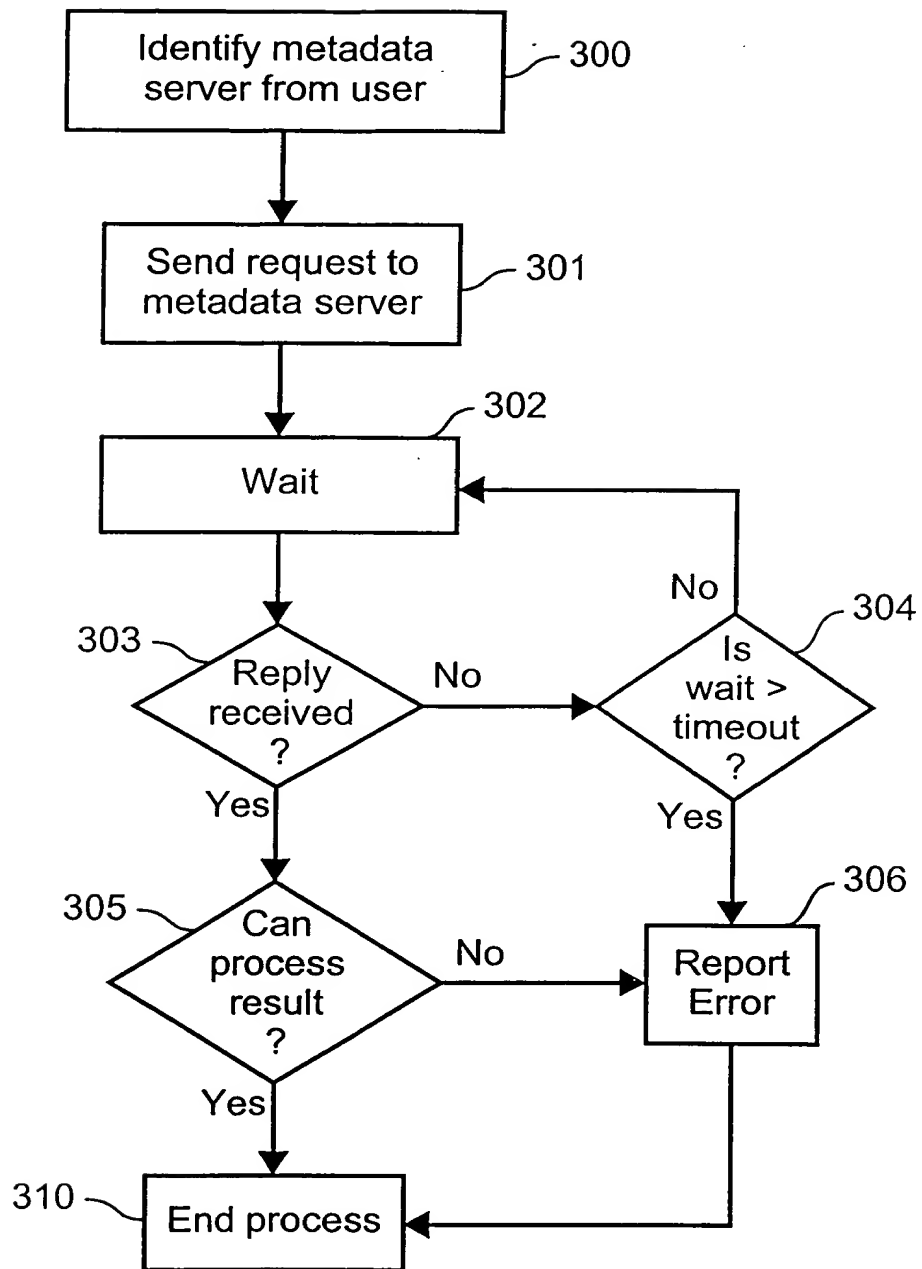 Identify metadata
server from user
300
Send request to
metadata server
301
302
Wait
No
304
303
Reply
received
?
No
Is
wait >
timeout
?
Yes
Yes
306
305
Can
process
result
?
No
Report
Error
Yes
310
End process